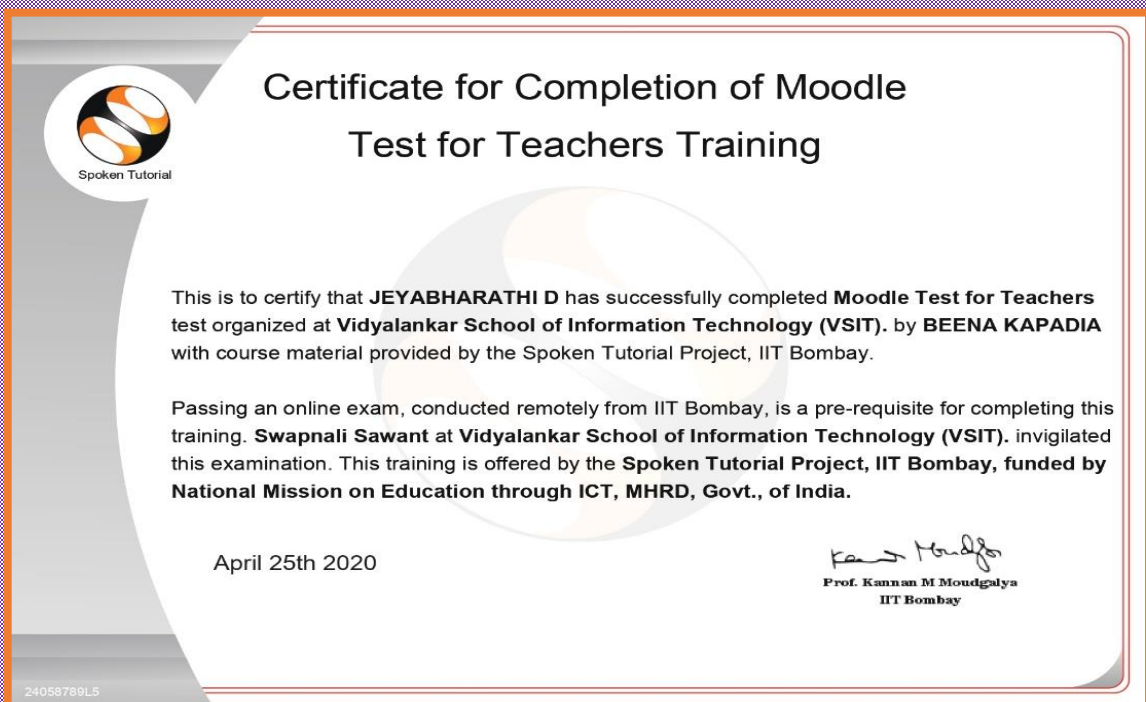 Certificate for Completion of Moodle
Test for Teachers Training
Spoken Tutorial
This is to certify that JEYABHARATHI D has successfully completed Moodle Test for Teachers
test organized at Vidyalankar School of Information Technology (VSIT). by BEENA KAPADIA
with course material provided by the Spoken Tutorial Project, IIT Bombay.
Passing an online exam, conducted remotely from IIT Bombay, is a pre-requisite for completing this
training. Swapnali Sawant at Vidyalankar School of Information Technology (VSIT). invigilated
this examination. This training is offered by the Spoken Tutorial Project, IIT Bombay, funded by
National Mission on Education through ICT, MHRD, Govt., of India.
April 25th 2020
Prof. Kannan M Moudgalya
IIT Bombay
24058789L5